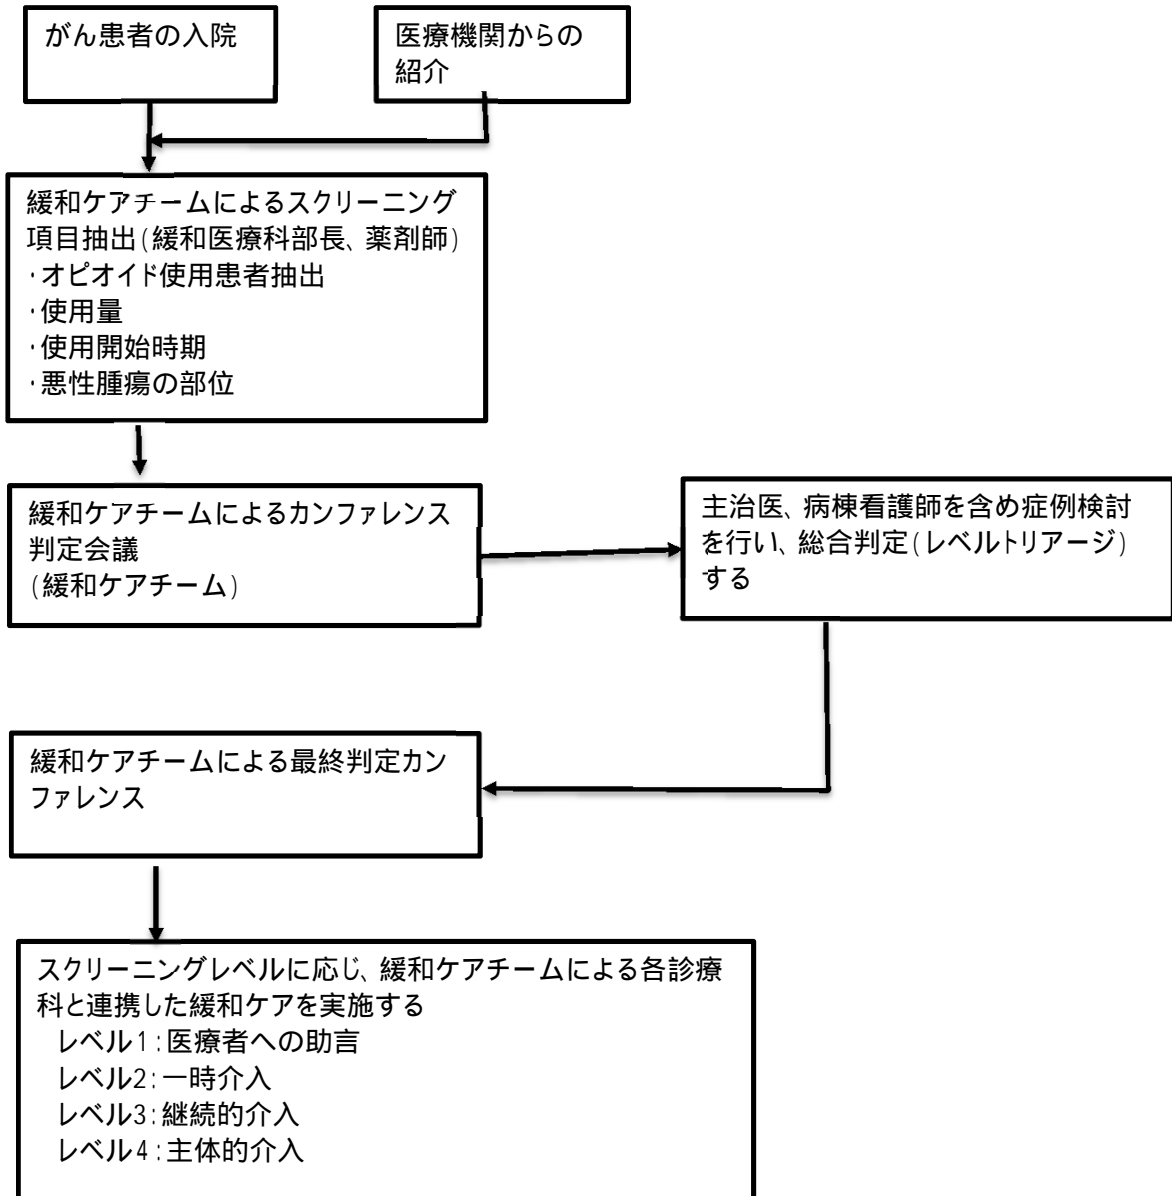 がん患者の入院
医療機関からの
紹介
緩和ケアチームによるスクリーニング
項目抽出(緩和医療科部長、薬剤師)
・オピオイド使用患者抽出
・使用量
・使用開始時期
・悪性腫瘍の部位
緩和ケアチームによるカンファレンス
判定会議
(緩和ケアチーム)
主治医、病棟看護師を含め症例検討
を行い、総合判定(レベルトリアージ)
する
緩和ケアチームによる最終判定カン
ファレンス
スクリーニングレベルに応じ、緩和ケアチームによる各診療
科と連携した緩和ケアを実施する
レベル1:医療者への助言
レベル2:一時介入
レベル3:継続的介入
レベル4:主体的介入